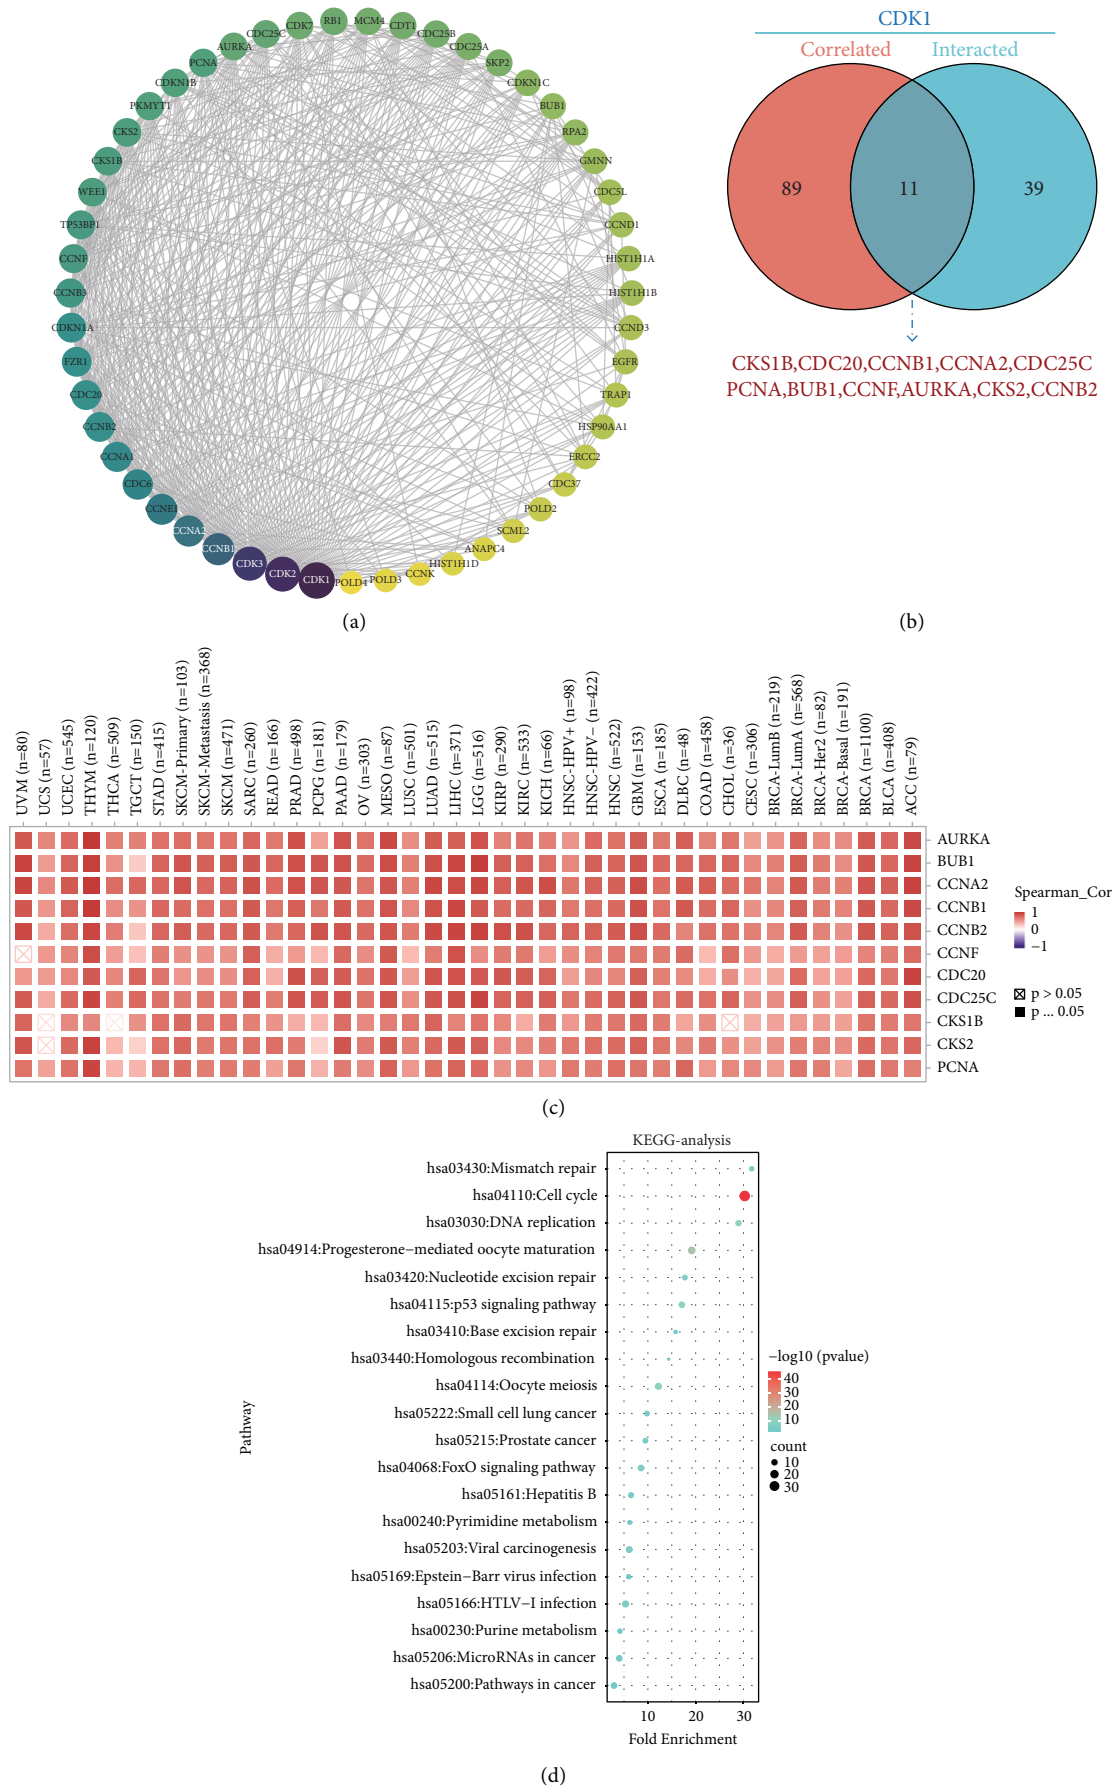 RB1
MCM4
CDK7
CDT1
CDC25C
CDC25B
AURKA
CDC25A
PCNA
SKP2
CDKN1B
CDKN1C
PKMYT1
BUB1
CKS2
RPA2
CKS1B
GMNN
WEE1
CDC5L
TP53BP1
CCND1
CCNF
HIST1H1A
CCNB3
HIST1H1B
CDKN1A
CCND3
FZR1
EGFR
CDC20
TRAP1
CCNB2
HSP90AA1
CCNA1
ERCC2
CDC6
CDC37
CCNE1
POLD2
CCNA2
SCML2
CCNB1
ANAPC4
CDK3
HIST1H1D
CDK2
CCNK
CDK1
POLD4
POLD3
(a)
CDK1
Correlated
Interacted
89
11
39
CKS1B,CDC20,CCNB1,CCNA2,CDC25C
PCNA,BUB1,CCNF,AURKA,CKS2,CCNB2
(b)
UVM (n=80)
UCS (n=57)
UCEC (n=545)
THYM (n=120)
THCA (n=509)
TGCT (n=150)
STAD (n=415)
SKCM-Primary (n=103)
SKCM-Metastasis (n=368)
SKCM (n=471)
SARC (n=260)
READ (n=166)
PRAD (n=498)
PCPG (n=181)
PAAD (n=179)
OV (n=303)
MESO (n=87)
LUSC (n=501)
LUAD (n=515)
LIHC (n=371)
LGG (n=516)
KIRP (n=290)
KIRC (n=533)
KICH (n=66)
HNSC-HPV+ (n=98)
HNSC-HPV− (n=422)
HNSC (n=522)
GBM (n=153)
ESCA (n=185)
DLBC (n=48)
COAD (n=458)
CHOL (n=36)
CESC (n=306)
BRCA-LumB (n=219)
BRCA-LumA (n=568)
BRCA-Her2 (n=82)
BRCA-Basal (n=191)
BRCA (n=1100)
BLCA (n=408)
ACC (n=79)
AURKA
BUB1
CCNA2
CCNB1
CCNB2
CCNF
CDC20
CDC25C
CKS1B
CKS2
PCNA
Spearman_Cor
1
0
−1
p > 0.05
p ... 0.05
(c)
KEGG-analysis
hsa03430:Mismatch repair
hsa04110:Cell cycle
hsa03030:DNA replication
hsa04914:Progesterone−mediated oocyte maturation
hsa03420:Nucleotide excision repair
hsa04115:p53 signaling pathway
hsa03410:Base excision repair
hsa03440:Homologous recombination
hsa04114:Oocyte meiosis
hsa05222:Small cell lung cancer
hsa05215:Prostate cancer
hsa04068:FoxO signaling pathway
hsa05161:Hepatitis B
hsa00240:Pyrimidine metabolism
hsa05203:Viral carcinogenesis
hsa05169:Epstein−Barr virus infection
hsa05166:HTLV−I infection
hsa00230:Purine metabolism
hsa05206:MicroRNAs in cancer
hsa05200:Pathways in cancer
Pathway
10 20 30
Fold Enrichment
−log10 (pvalue)
40
30
20
10
count
10
20
30
(d)